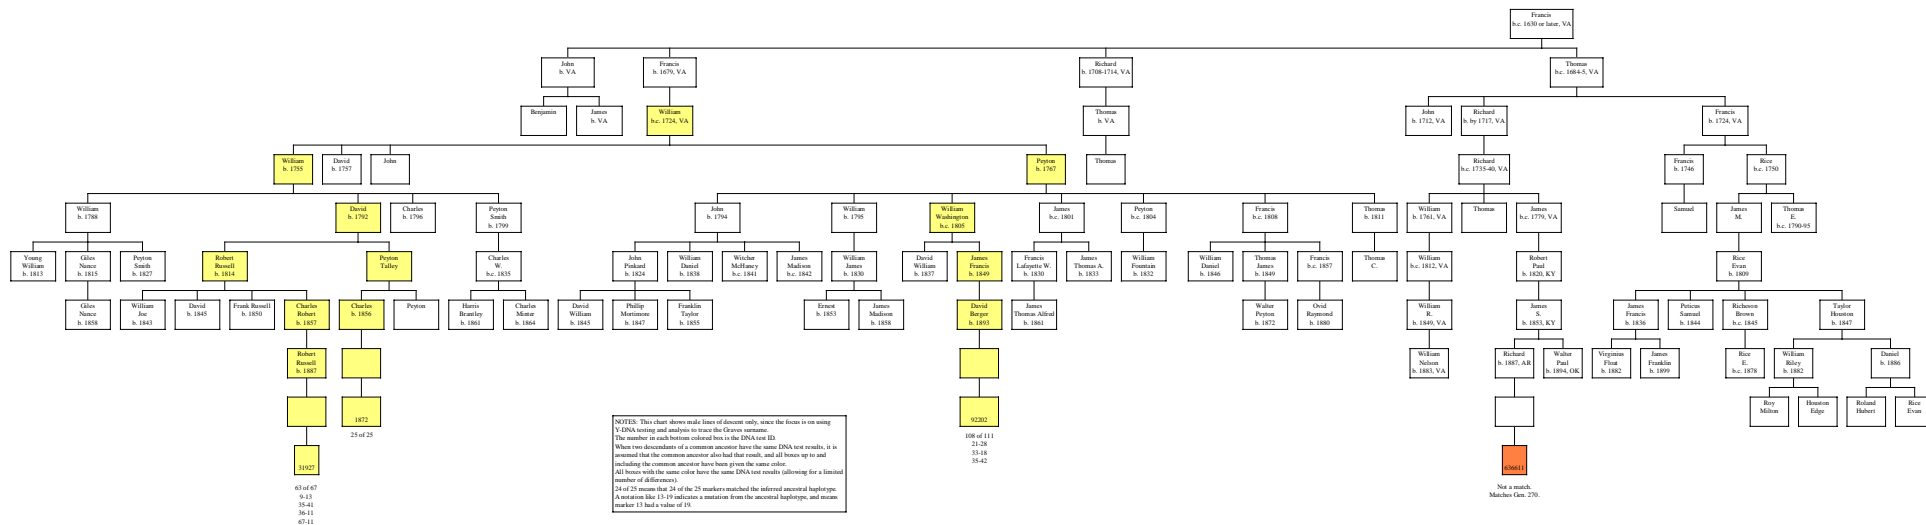 Francis
b.c. 1630 or later, VA
John
b. VA
Francis
b. 1679, VA
Richard
b. 1708-1714, VA
Thomas
b.c. 1684-5, VA
Benjamin
James
b. VA
William
b.c. 1724, VA
Thomas
b. VA
John
b. 1712, VA
Richard
b. by 1717, VA
Francis
b. 1724, VA
William
b. 1755
David
b. 1757
John
Peyton
b. 1767
Thomas
Richard
b.c. 1735-40, VA
Francis
b. 1746
Rice
b.c. 1750
William
b. 1788
David
b. 1792
Charles
b. 1796
Peyton
Smith
b. 1799
John
b. 1794
William
b. 1795
William
Washington
b.c. 1805
James
b.c. 1801
Peyton
b.c. 1804
Francis
b.c. 1808
Thomas
b. 1811
William
b. 1761, VA
Thomas
James
b.c. 1779, VA
Samuel
James
M.
Thomas
E.
b.c. 1790-95
Young
William
b. 1813
Giles
Nance
b. 1815
Peyton
Smith
b. 1827
Robert
Russell
b. 1814
Peyton
Talley
Charles
W.
b.c. 1835
John
Pinkard
b. 1824
William
Daniel
b. 1838
Witcher
McHaney
b.c. 1841
James
Madison
b.c. 1842
William
James
b. 1830
David
William
b. 1837
James
Francis
b. 1849
Francis
Lafayette W.
b. 1830
James
Thomas A.
b. 1833
William
Fountain
b. 1832
William
Daniel
b. 1846
Thomas
James
b. 1849
Francis
b.c. 1857
Thomas
C.
William
b.c. 1812, VA
Robert
Paul
b. 1820, KY
Rice
Evan
b. 1809
Giles
Nance
b. 1858
William
Joe
b. 1843
David
b. 1845
Frank Russell
b. 1850
Charles
Robert
b. 1857
Charles
b. 1856
Peyton
Harris
Brantley
b. 1861
Charles
Minter
b. 1864
David
William
b. 1845
Phillip
Mortimore
b. 1847
Franklin
Taylor
b. 1855
Ernest
b. 1853
James
Madison
b. 1858
David
Berger
b. 1893
James
Thomas Alfred
b. 1861
Walter
Peyton
b. 1872
Ovid
Raymond
b. 1880
William
R.
b. 1849, VA
James
S.
b. 1853, KY
James
Francis
b. 1836
Peticus
Samuel
b. 1844
Richeson
Brown
b.c. 1845
Taylor
Houston
b. 1847
Robert
Russell
b. 1887
William
Nelson
b. 1883, VA
Richard
b. 1887, AR
Walter
Paul
b. 1894, OK
Virginius
Float
b. 1882
James
Franklin
b. 1899
Rice
E.
b.c. 1878
William
Riley
b. 1882
Daniel
b. 1886
1872
25 of 25
92202
108 of 111
21-28
33-18
35-42
Roy
Milton
Houston
Edge
Roland
Hubert
Rice
Evan
31927
63 of 67
9-13
35-41
36-11
67-11
636611
Not a match.
Matches Gen. 270.
NOTES: This chart shows male lines of descent only, since the focus is on using
Y-DNA testing and analysis to trace the Graves surname.
The number in each bottom colored box is the DNA test ID.
When two descendants of a common ancestor have the same DNA test results, it is
assumed that the common ancestor also had that result, and all boxes up to and
including the common ancestor have been given the same color.
All boxes with the same color have the same DNA test results (allowing for a limited
number of differences).
24 of 25 means that 24 of the 25 markers matched the inferred ancestral haplotype.
A notation like 13-19 indicates a mutation from the ancestral haplotype, and means
marker 13 had a value of 19.